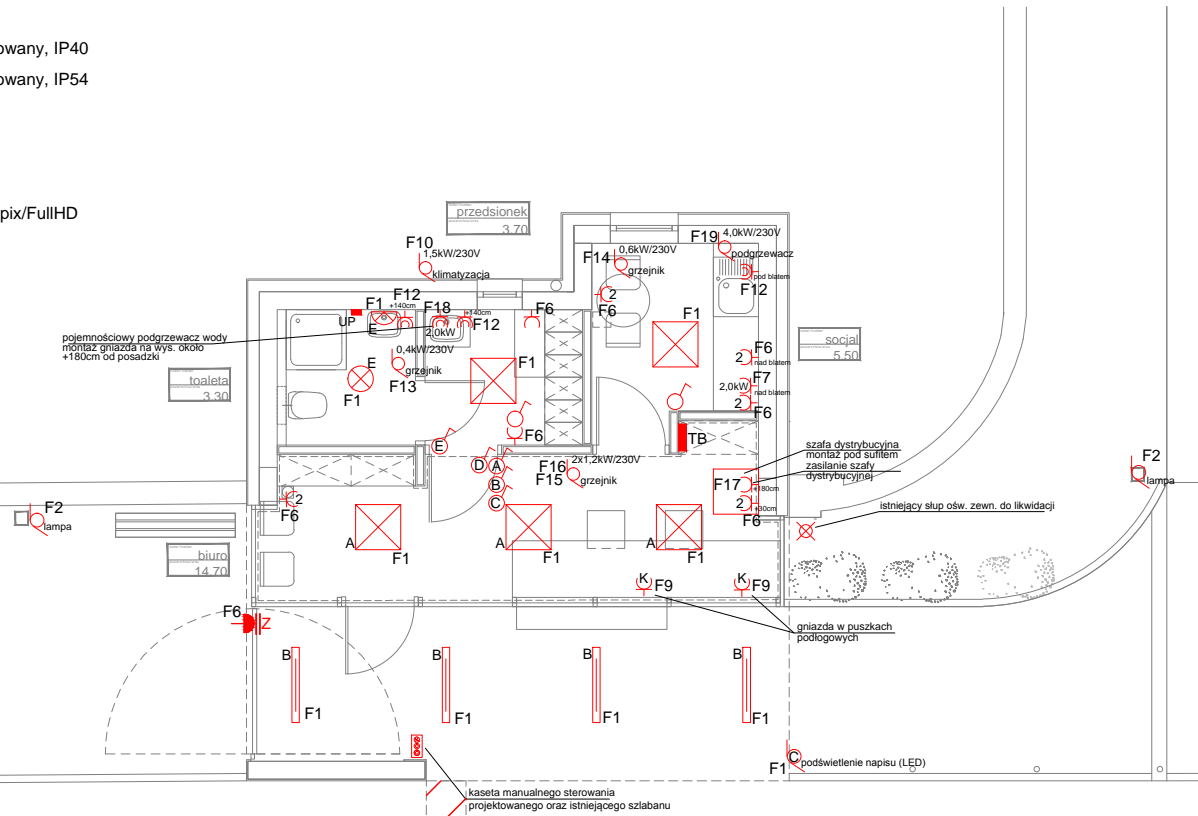 owany, IP40
owany, IP54
pix/FullHD
przedsionek
3.70
F10
1,5kW/230V
klimatyzacja
F14
0,6kW/230V
grzejnik
F19
4,0kW/230V
podgrzewacz
pod blatem
F12
2
F6
F1
F12
+140cm
F18
+140cm
F12
F6
UP
E
2,0kW
F1
pojemnościowy podgrzewacz wody
montaż gniazda na wys. około
+180cm od posadzki
0,4kW/230V
grzejnik
F13
E
F1
F1
toaleta
3.30
socjal
5.50
2
F6
nad blatem
F7
2,0kW
nad blatem
2
F6
F6
E
TB
D
A
B
C
F16
F15
2x1,2kW/230V
grzejnik
szafa dystrybucyjna
montaż pod sufitem
zasilanie szafy
dystrybucyjnej
F17
+180cm
2
+30cm
F6
F2
lampa
istniejący słup ośw. zewn. do likwidacji
2
F6
F2
lampa
A
F1
A
F1
A
F1
biuro
14.70
K
F9
K
F9
gniazda w puszkach
podłogowych
F6
Z
B
F1
B
F1
B
F1
B
F1
C
F1
podświetlenie napisu (LED)
kaseta manualnego sterowania
projektowanego oraz istniejącego szlabanu